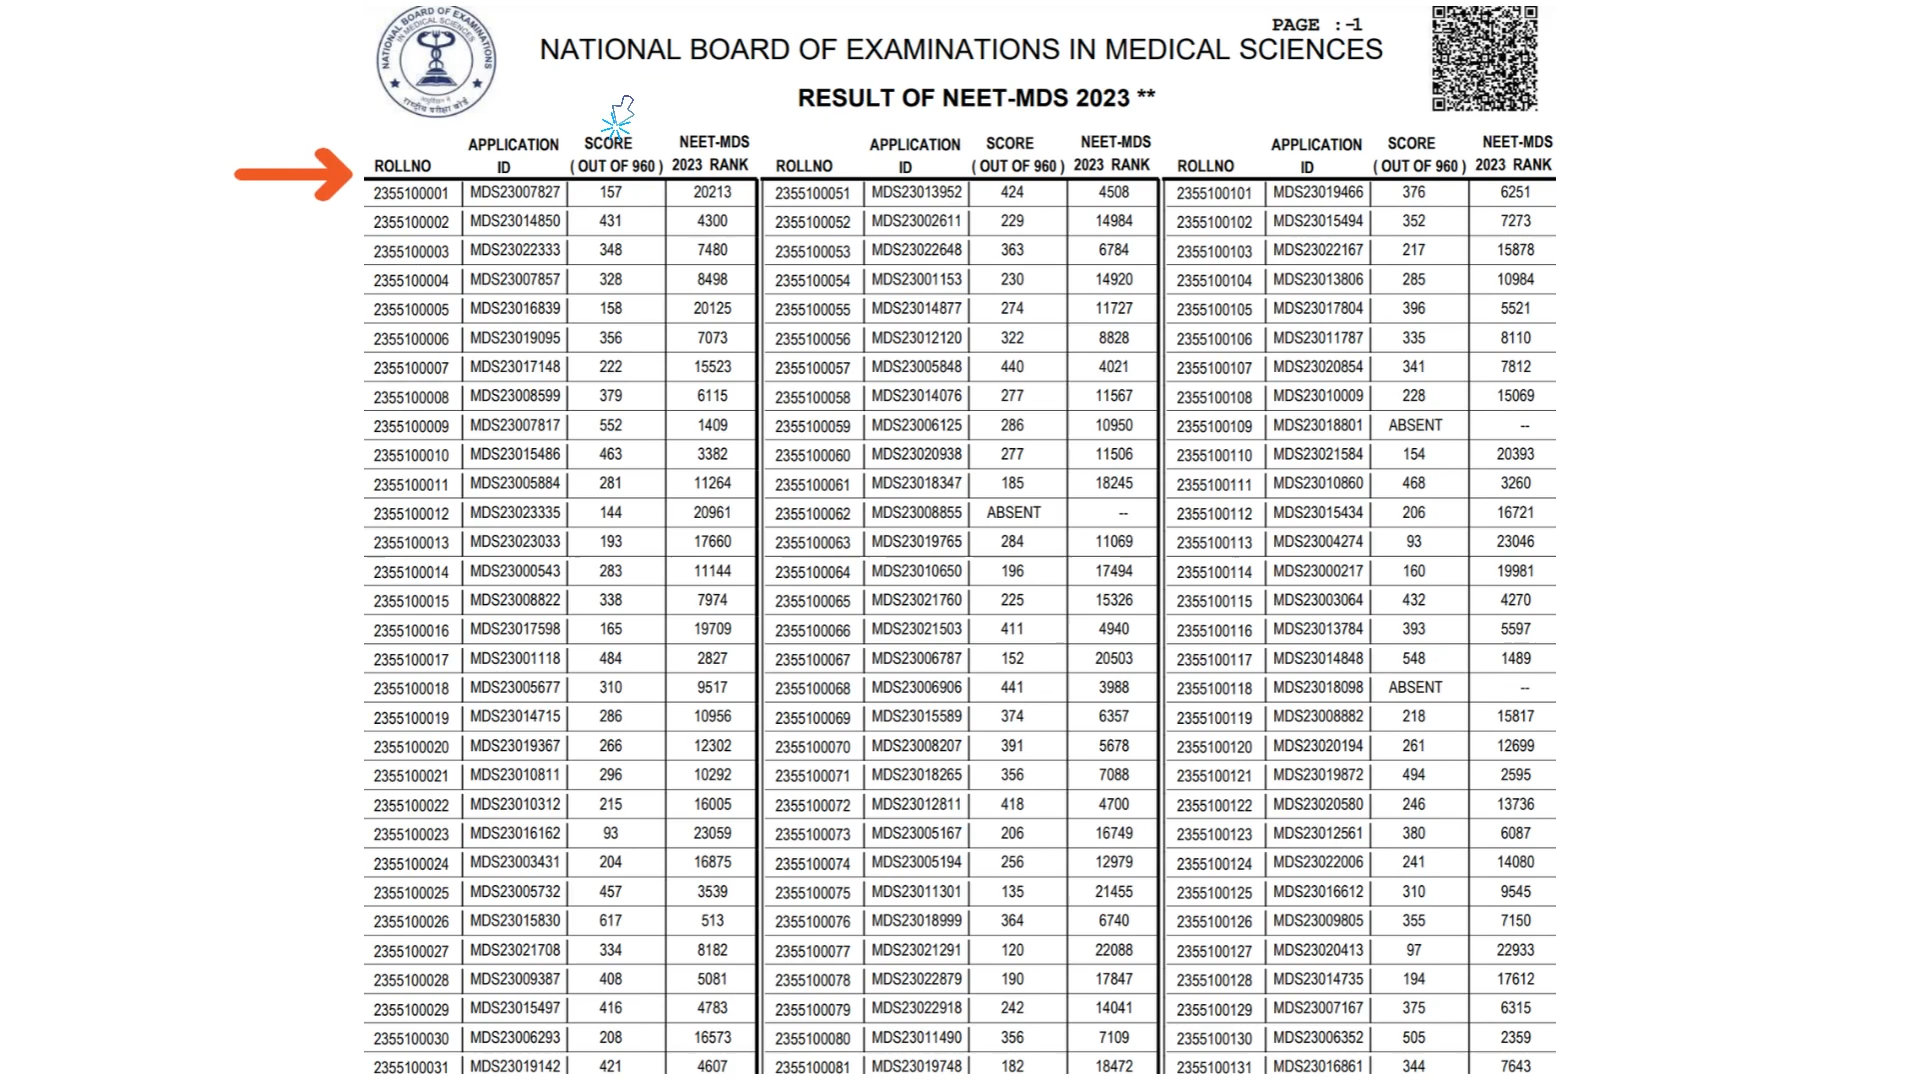 NATIONAL BOARD OF EXAMINATIONS
IN MEDICAL SCIENCES
राष्ट्रीय परीक्षा बोर्ड
PAGE :-1
NATIONAL BOARD OF EXAMINATIONS IN MEDICAL SCIENCES
RESULT OF NEET-MDS 2023 **
ROLLNO APPLICATION ID SCORE ( OUT OF 960 ) NEET-MDS 2023 RANK ROLLNO APPLICATION ID SCORE ( OUT OF 960 ) NEET-MDS 2023 RANK ROLLNO APPLICATION ID SCORE ( OUT OF 960 ) NEET-MDS 2023 RANK
2355100001 MDS23007827 157 20213 2355100051 MDS23013952 424 4508 2355100101 MDS23019466 376 6251
2355100002 MDS23014850 431 4300 2355100052 MDS23002611 229 14984 2355100102 MDS23015494 352 7273
2355100003 MDS23022333 348 7480 2355100053 MDS23022648 363 6784 2355100103 MDS23022167 217 15878
2355100004 MDS23007857 328 8498 2355100054 MDS23001153 230 14920 2355100104 MDS23013806 285 10984
2355100005 MDS23016839 158 20125 2355100055 MDS23014877 274 11727 2355100105 MDS23017804 396 5521
2355100006 MDS23019095 356 7073 2355100056 MDS23012120 322 8828 2355100106 MDS23011787 335 8110
2355100007 MDS23017148 222 15523 2355100057 MDS23005848 440 4021 2355100107 MDS23020854 341 7812
2355100008 MDS23008599 379 6115 2355100058 MDS23014076 277 11567 2355100108 MDS23010009 228 15069
2355100009 MDS23007817 552 1409 2355100059 MDS23006125 286 10950 2355100109 MDS23018801 ABSENT --
2355100010 MDS23015486 463 3382 2355100060 MDS23020938 277 11506 2355100110 MDS23021584 154 20393
2355100011 MDS23005884 281 11264 2355100061 MDS23018347 185 18245 2355100111 MDS23010860 468 3260
2355100012 MDS23023335 144 20961 2355100062 MDS23008855 ABSENT -- 2355100112 MDS23015434 206 16721
2355100013 MDS23023033 193 17660 2355100063 MDS23019765 284 11069 2355100113 MDS23004274 93 23046
2355100014 MDS23000543 283 11144 2355100064 MDS23010650 196 17494 2355100114 MDS23000217 160 19981
2355100015 MDS23008822 338 7974 2355100065 MDS23021760 225 15326 2355100115 MDS23003064 432 4270
2355100016 MDS23017598 165 19709 2355100066 MDS23021503 411 4940 2355100116 MDS23013784 393 5597
2355100017 MDS23001118 484 2827 2355100067 MDS23006787 152 20503 2355100117 MDS23014848 548 1489
2355100018 MDS23005677 310 9517 2355100068 MDS23006906 441 3988 2355100118 MDS23018098 ABSENT --
2355100019 MDS23014715 286 10956 2355100069 MDS23015589 374 6357 2355100119 MDS23008882 218 15817
2355100020 MDS23019367 266 12302 2355100070 MDS23008207 391 5678 2355100120 MDS23020194 261 12699
2355100021 MDS23010811 296 10292 2355100071 MDS23018265 356 7088 2355100121 MDS23019872 494 2595
2355100022 MDS23010312 215 16005 2355100072 MDS23012811 418 4700 2355100122 MDS23020580 246 13736
2355100023 MDS23016162 93 23059 2355100073 MDS23005167 206 16749 2355100123 MDS23012561 380 6087
2355100024 MDS23003431 204 16875 2355100074 MDS23005194 256 12979 2355100124 MDS23022006 241 14080
2355100025 MDS23005732 457 3539 2355100075 MDS23011301 135 21455 2355100125 MDS23016612 310 9545
2355100026 MDS23015830 617 513 2355100076 MDS23018999 364 6740 2355100126 MDS23009805 355 7150
2355100027 MDS23021708 334 8182 2355100077 MDS23021291 120 22088 2355100127 MDS23020413 97 22933
2355100028 MDS23009387 408 5081 2355100078 MDS23022879 190 17847 2355100128 MDS23014735 194 17612
2355100029 MDS23015497 416 4783 2355100079 MDS23022918 242 14041 2355100129 MDS23007167 375 6315
2355100030 MDS23006293 208 16573 2355100080 MDS23011490 356 7109 2355100130 MDS23006352 505 2359
2355100031 MDS23019142 421 4607 2355100081 MDS23019748 182 18472 2355100131 MDS23016861 344 7643